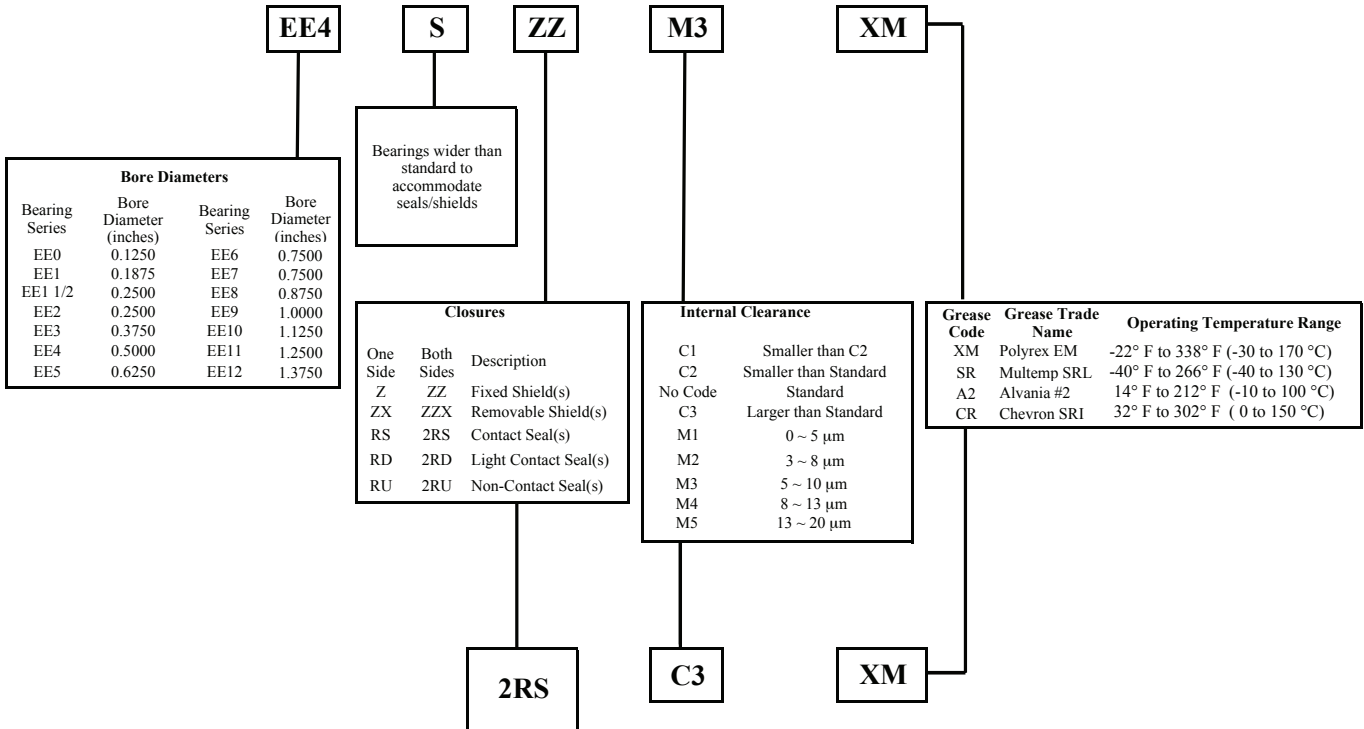 EE4 S ZZ M3 XM
Bearings wider than
standard to
accommodate
seals/shields
Bore Diameters
Bearing Series Bore Diameter (inches) Bearing Series Bore Diameter (inches)
EE0 0.1250 EE6 0.7500
EE1 0.1875 EE7 0.7500
EE1 1/2 0.2500 EE8 0.8750
EE2 0.2500 EE9 1.0000
EE3 0.3750 EE10 1.1250
EE4 0.5000 EE11 1.2500
EE5 0.6250 EE12 1.3750
Closures
One Side Both Sides Description
Z ZZ Fixed Shield(s)
ZX ZZX Removable Shield(s)
RS 2RS Contact Seal(s)
RD 2RD Light Contact Seal(s)
RU 2RU Non-Contact Seal(s)
Internal Clearance
C1 Smaller than C2
C2 Smaller than Standard
No Code Standard
C3 Larger than Standard
M1 0 ~ 5 µm
M2 3 ~ 8 µm
M3 5 ~ 10 µm
M4 8 ~ 13 µm
M5 13 ~ 20 µm
Grease Code Grease Trade Name Operating Temperature Range
XM Polyrex EM -22° F to 338° F (-30 to 170 °C)
SR Multemp SRL -40° F to 266° F (-40 to 130 °C)
A2 Alvania #2 14° F to 212° F (-10 to 100 °C)
CR Chevron SRI 32° F to 302° F ( 0 to 150 °C)
2RS C3 XM